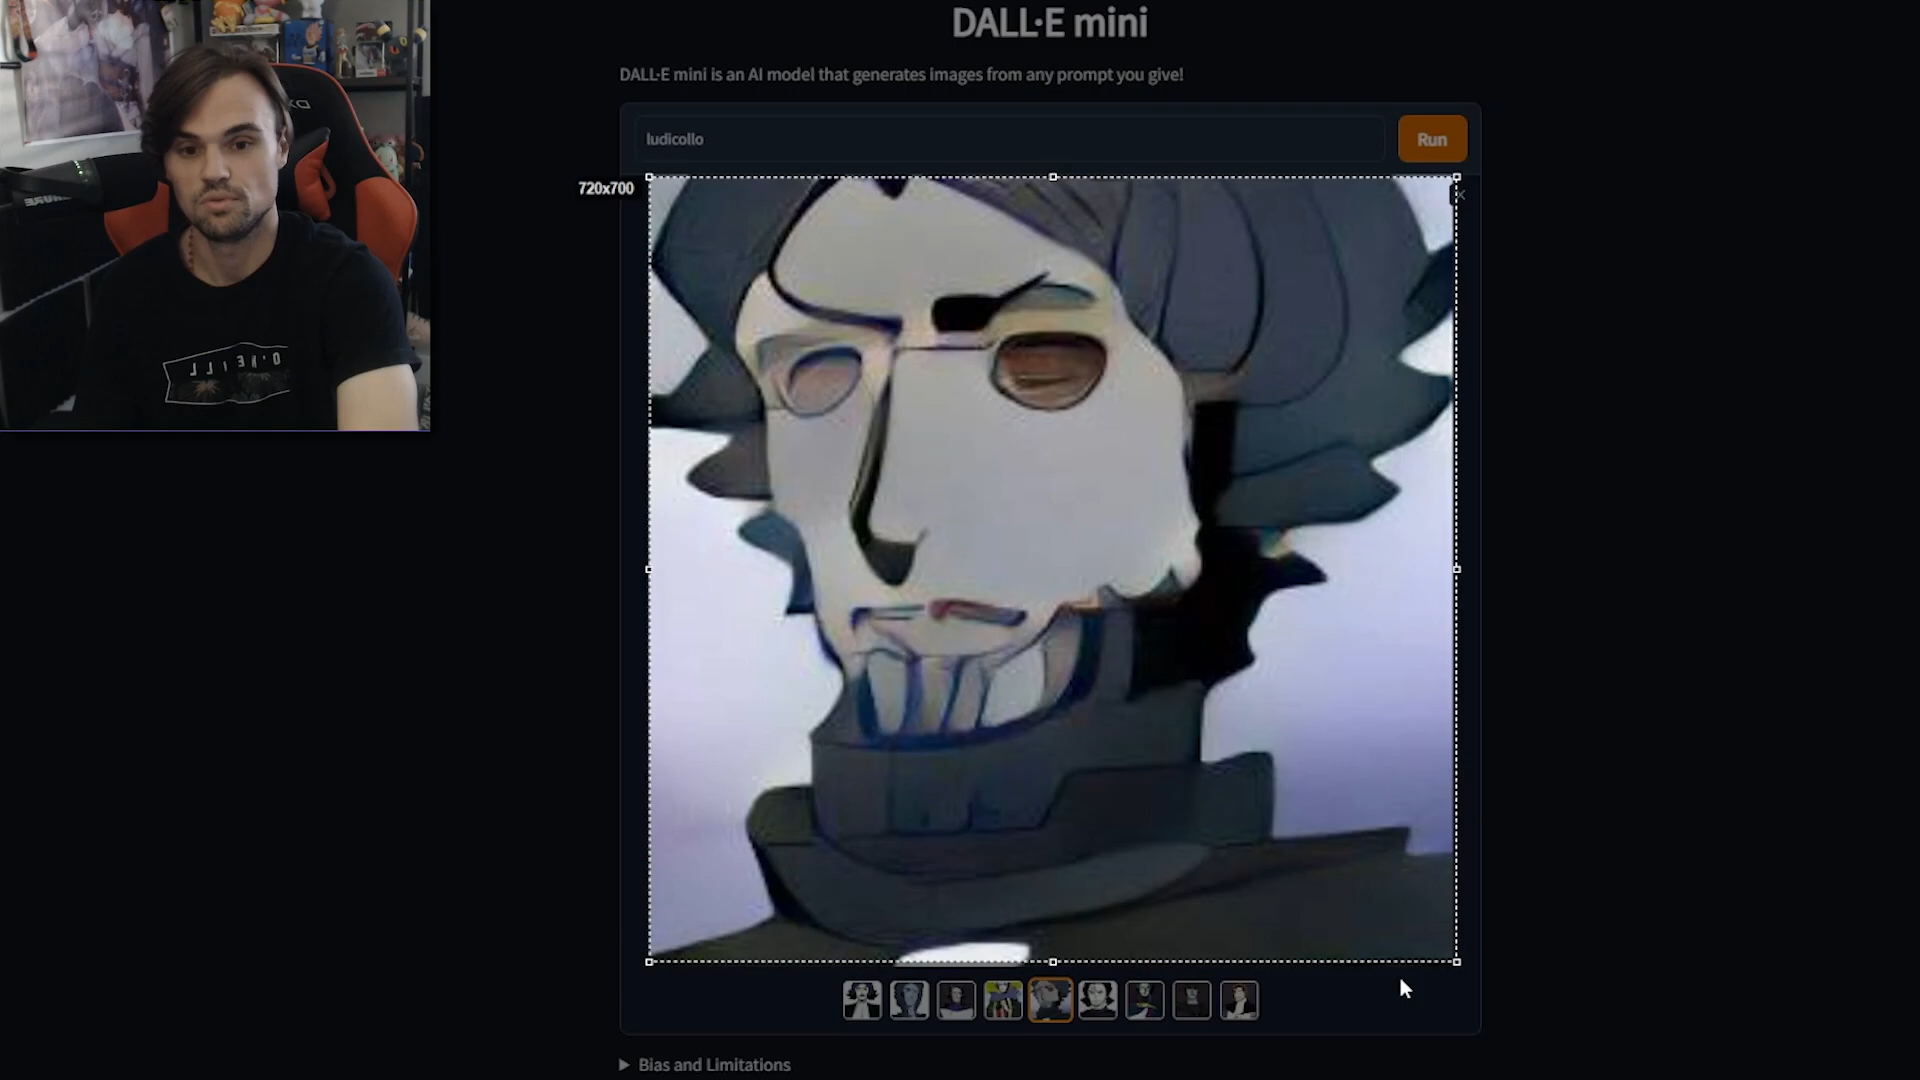 DALL·E mini
DALL·E mini is an AI model that generates images from any prompt you give!
ludicollo
Run
720x700
O'NEILL
Bias and Limitations